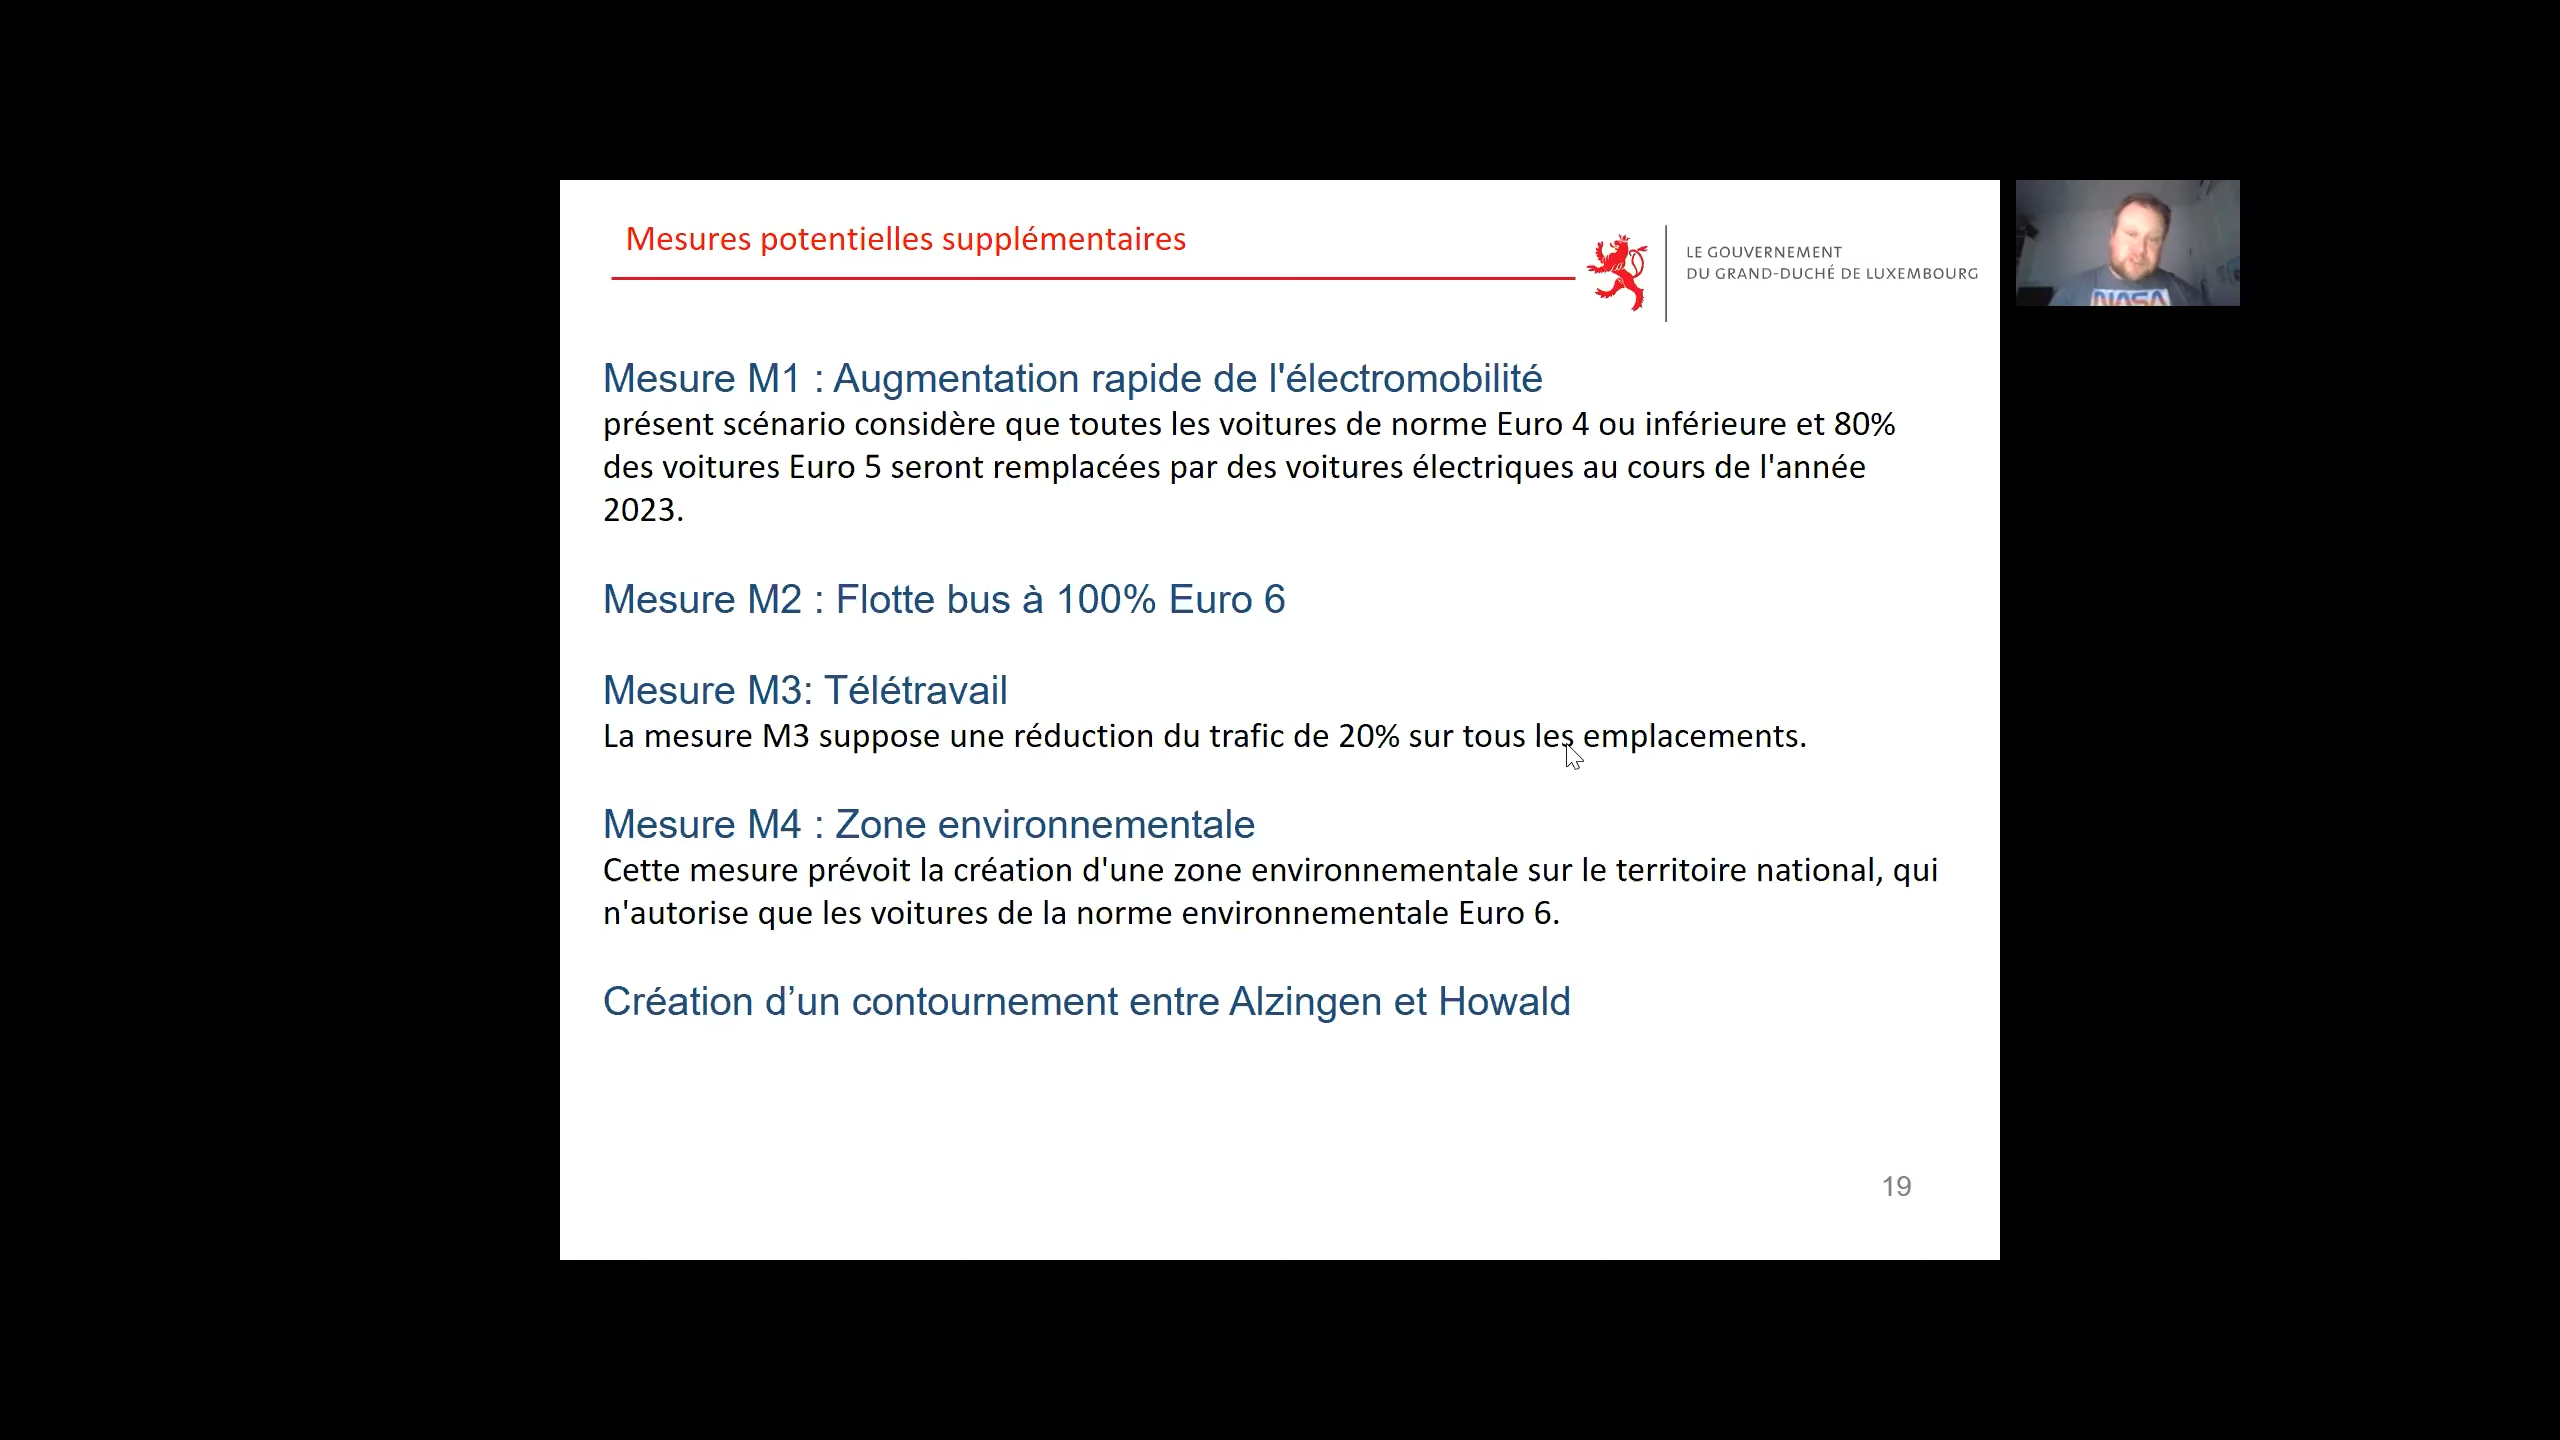 Mesures potentielles supplémentaires
LE GOUVERNEMENT
DU GRAND-DUCHÉ DE LUXEMBOURG
NASA
Mesure M1 : Augmentation rapide de l'électromobilité
présent scénario considère que toutes les voitures de norme Euro 4 ou inférieure et 80%
des voitures Euro 5 seront remplacées par des voitures électriques au cours de l'année
2023.
Mesure M2 : Flotte bus à 100% Euro 6
Mesure M3: Télétravail
La mesure M3 suppose une réduction du trafic de 20% sur tous les emplacements.
Mesure M4 : Zone environnementale
Cette mesure prévoit la création d'une zone environnementale sur le territoire national, qui
n'autorise que les voitures de la norme environnementale Euro 6.
Création d’un contournement entre Alzingen et Howald
19